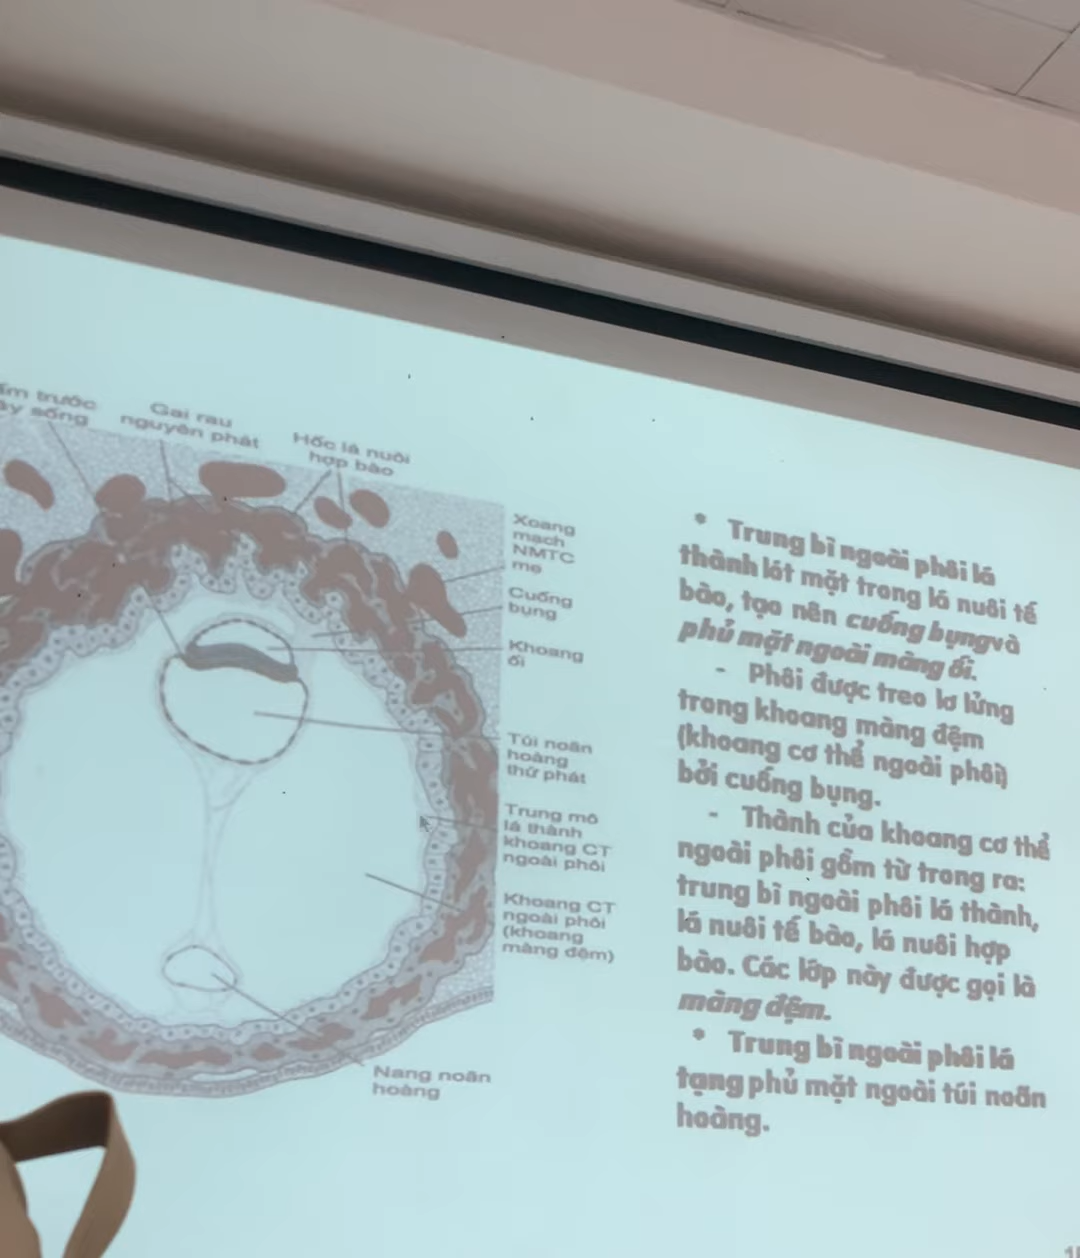 trước
sống
Gai rau
nguyên phát
Hốc lá nuôi
hợp bào
Xoang
mạch
NMTC
mẹ
Cuống
bụng
Khoang
ối
Túi noãn
hoàng
thứ phát
Trung mô
lá thành
khoang CT
ngoài phôi
Khoang CT
ngoài phôi
(khoang
màng đệm)
Nang noãn
hoàng
* Trung bì ngoài phôi lá
thành lót mặt trong lá nuôi tế
bào, tạo nên cuống bụngvà
phủ mặt ngoài màng ối.
- Phôi được treo lơ lửng
trong khoang màng đệm
(khoang cơ thể ngoài phôi)
bởi cuống bụng.
- Thành của khoang cơ thể
ngoài phôi gồm từ trong ra:
trung bì ngoài phôi lá thành,
lá nuôi tế bào, lá nuôi hợp
bào. Các lớp này được gọi là
màng đệm.
* Trung bì ngoài phôi lá
tạng phủ mặt ngoài túi noãn
hoàng.